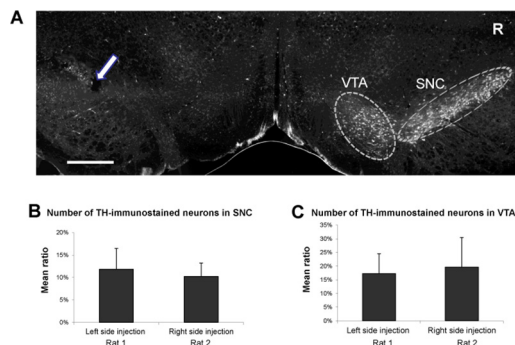 A
R
VTA
SNC
B Number of TH-immunostained neurons in SNC
Mean ratio
20%
15%
10%
5%
0%
Left side injection
Right side injection
Rat 1
Rat 2
C Number of TH-immunostained neurons in VTA
Mean ratio
35%
30%
25%
20%
15%
10%
5%
0%
Left side injection
Right side injection
Rat 1
Rat 2